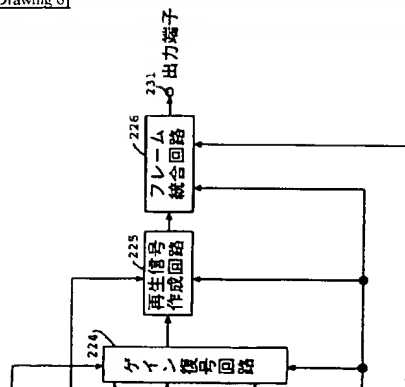 Drawing 6]
231
出力端子
226
フレーム
統合回路
225
再生信号
作成回路
224
ゲイン復号回路